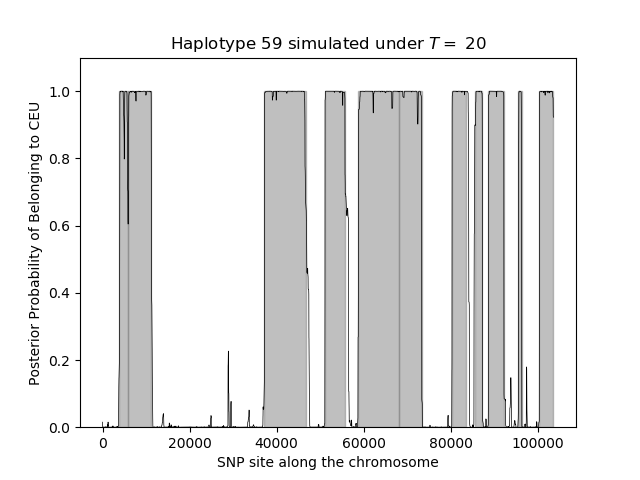 Haplotype 59 simulated under T = 20
Posterior Probability of Belonging to CEU
1.0
0.8
0.6
0.4
0.2
0.0
0 20000 40000 60000 80000 100000
SNP site along the chromosome